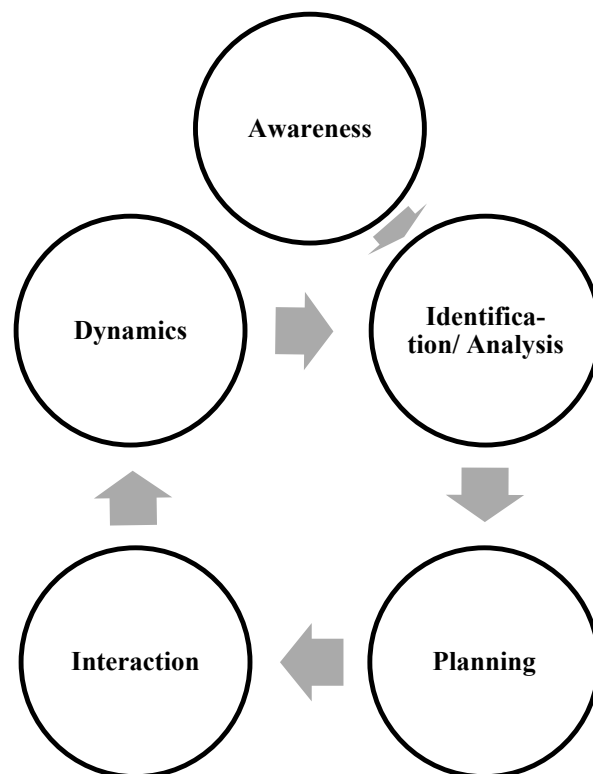 Awareness
Dynamics
Identifica-
tion/ Analysis
Interaction
Planning